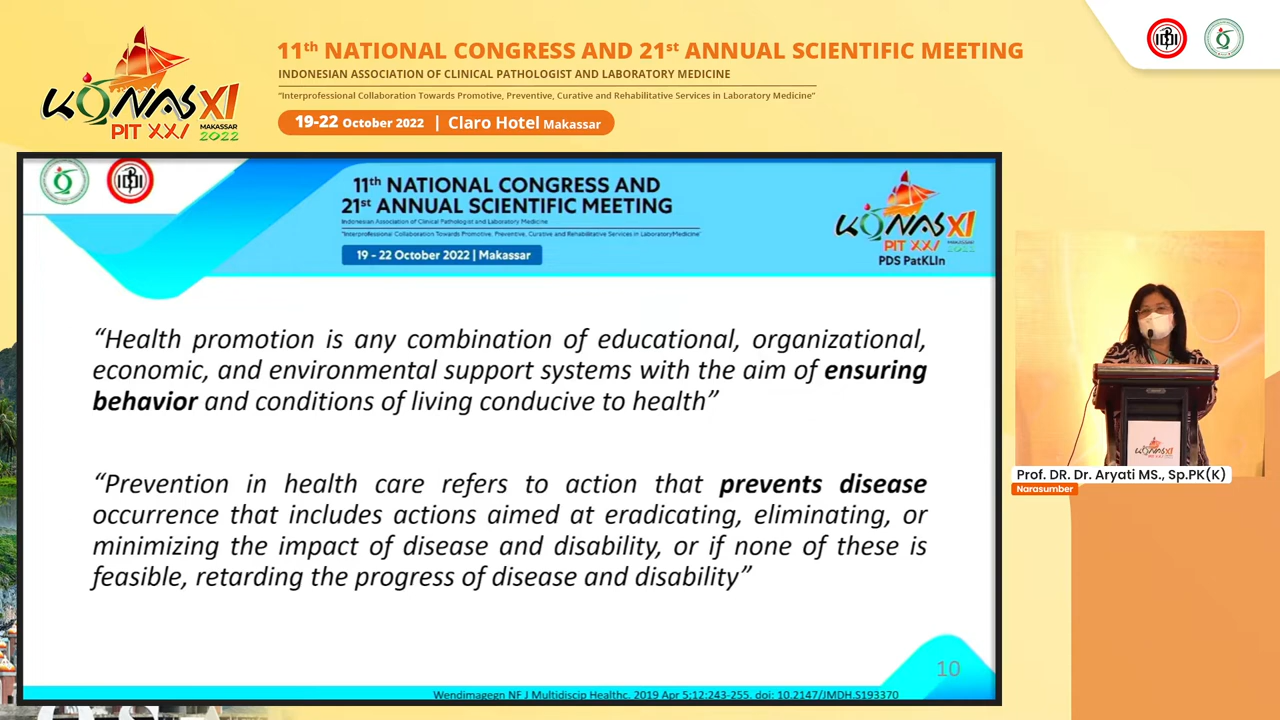 11th NATIONAL CONGRESS AND 21st ANNUAL SCIENTIFIC MEETING
INDONESIAN ASSOCIATION OF CLINICAL PATHOLOGIST AND LABORATORY MEDICINE
"Interprofessional Collaboration Towards Promotive, Preventive, Curative and Rehabilitative Services in Laboratory Medicine"
19-22 October 2022 | Claro Hotel Makassar
KONAS XI
PIT XXI
MAKASSAR
2022
11th NATIONAL CONGRESS AND
21st ANNUAL SCIENTIFIC MEETING
Indonesian Association of Clinical Pathologist and Laboratory Medicine
"Interprofessional Collaboration Towards Promotive, Preventive, Curative and Rehabilitative Services in LaboratoryMedicine"
19 - 22 October 2022 | Makassar
KONAS XI
PIT XXI
MAKASSAR
2022
PDS PatKLIn
“Health promotion is any combination of educational, organizational,
economic, and environmental support systems with the aim of ensuring
behavior and conditions of living conducive to health”
“Prevention in health care refers to action that prevents disease
occurrence that includes actions aimed at eradicating, eliminating, or
minimizing the impact of disease and disability, or if none of these is
feasible, retarding the progress of disease and disability”
10
Wendimagegn NF J Multidiscip Healthc. 2019 Apr 5;12:243-255. doi: 10.2147/JMDH.S193370
Prof. DR. Dr. Aryati MS., Sp.PK(K)
Narasumber